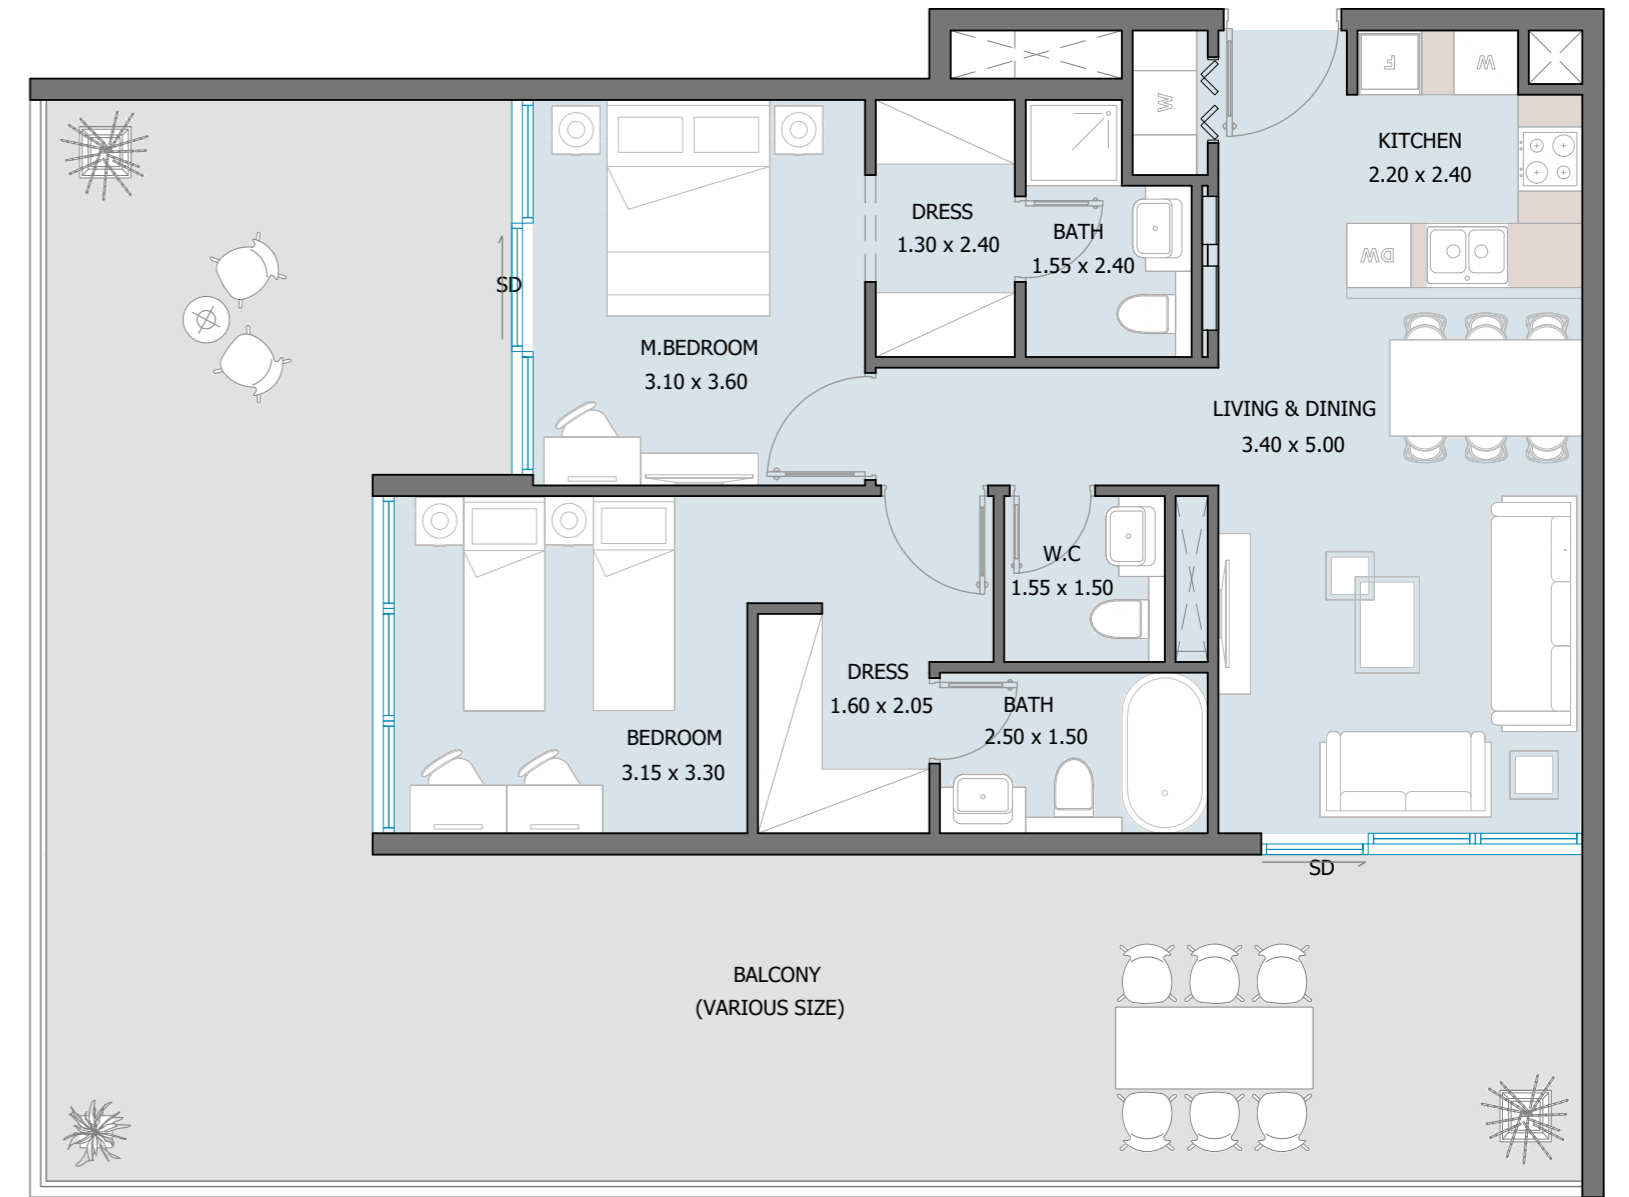 F
W
W
KITCHEN
2.20 x 2.40
DRESS
1.30 x 2.40
BATH
1.55 x 2.40
DW
SD
M.BEDROOM
3.10 x 3.60
LIVING & DINING
3.40 x 5.00
W.C
1.55 x 1.50
DRESS
1.60 x 2.05
BATH
2.50 x 1.50
BEDROOM
3.15 x 3.30
SD
BALCONY
(VARIOUS SIZE)